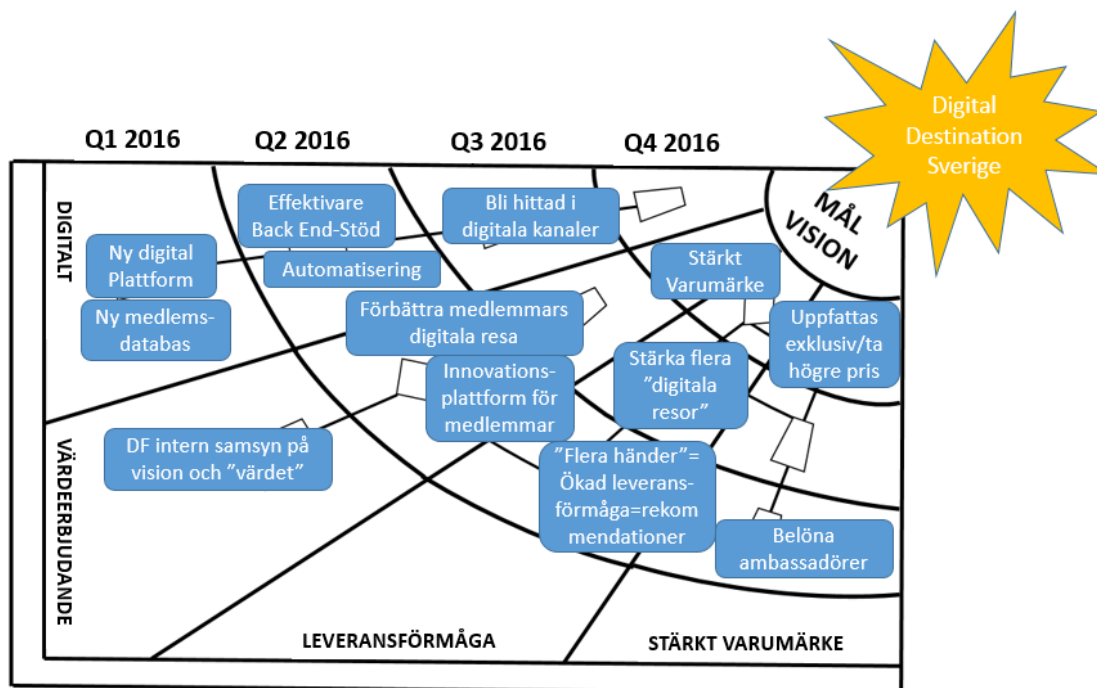 Digital
Destination
Sverige
Q1 2016
Q2 2016
Q3 2016
Q4 2016
MÅL
VISION
DIGITALT
VÄRDEERBJUDANDE
LEVERANSFÖRMÅGA
STÄRKT VARUMÄRKE
Ny digital
Plattform
Ny medlems-
databas
Effektivare
Back End-Stöd
Automatisering
Bli hittad i
digitala kanaler
Förbättra medlemmars
digitala resa
Innovations-
plattform för
medlemmar
DF intern samsyn på
vision och ”värdet”
Stärkt
Varumärke
Uppfattas
exklusiv/ta
högre pris
Stärka flera
”digitala
resor”
”Flera händer”=
Ökad leverans-
förmåga=rekom
mendationer
Belöna
ambassadörer